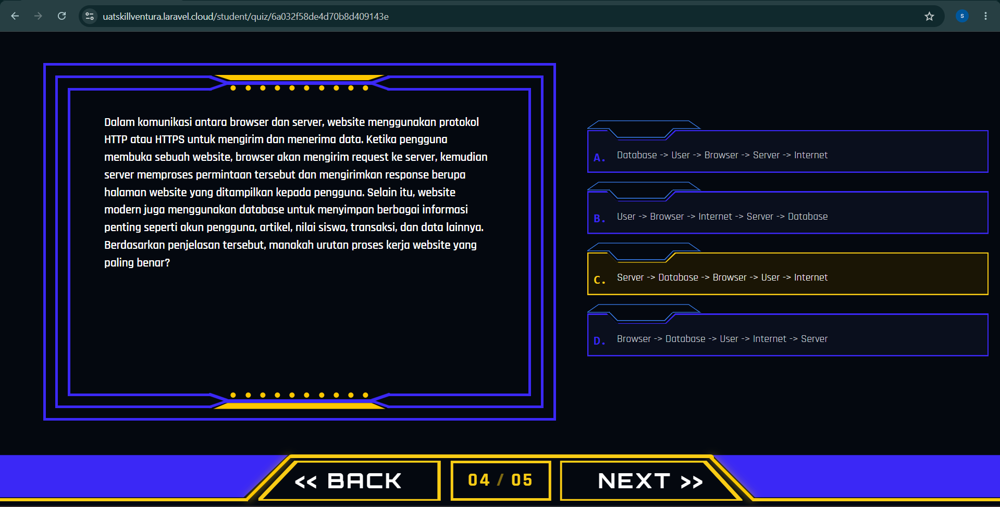 uatskillventura.laravel.cloud/student/quiz/6a032f58de4d70b8d409143e
S
Dalam komunikasi antara browser dan server, website menggunakan protokol
HTTP atau HTTPS untuk mengirim dan menerima data. Ketika pengguna
membuka sebuah website, browser akan mengirim request ke server, kemudian
server memproses permintaan tersebut dan mengirimkan response berupa
halaman website yang ditampilkan kepada pengguna. Selain itu, website
modern juga menggunakan database untuk menyimpan berbagai informasi
penting seperti akun pengguna, artikel, nilai siswa, transaksi, dan data lainnya.
Berdasarkan penjelasan tersebut, manakah urutan proses kerja website yang
paling benar?
A. Database -> User -> Browser -> Server -> Internet
B. User -> Browser -> Internet -> Server -> Database
C. Server -> Database -> Browser -> User -> Internet
D. Browser -> Database -> User -> Internet -> Server
<< BACK
04 / 05
NEXT >>